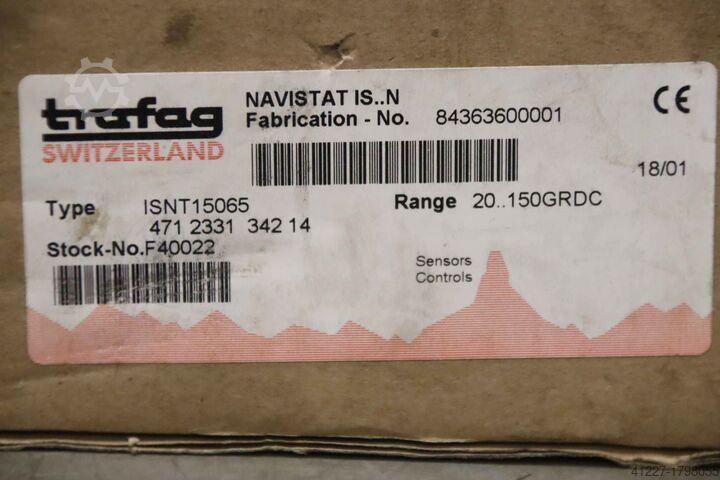 trafag
SWITZERLAND
NAVISTAT IS..N
Fabrication - No. 84363600001
CE
18/01
Type ISNT15065
471 2331 342 14
Range 20..150GRDC
Stock-No. F40022
Sensors
Controls
41227-1798055